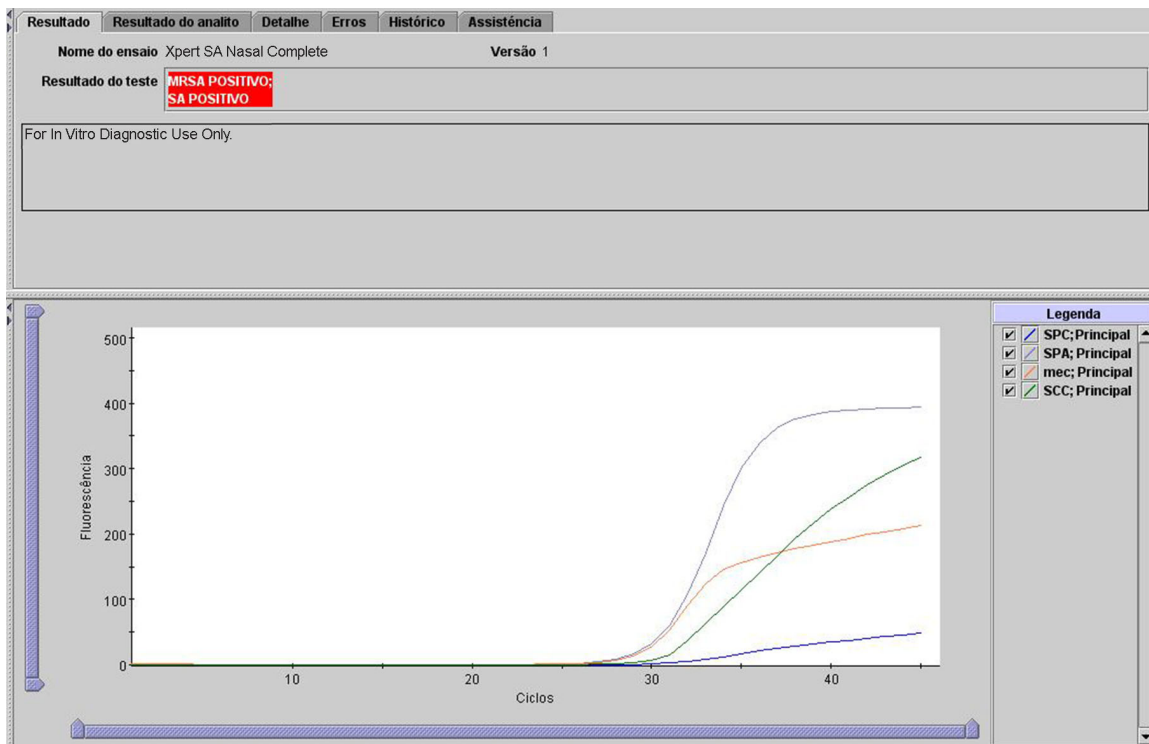 Resultado Resultado do analito Detalhe Erros Histórico Assisténcia
Nome do ensaio Xpert SA Nasal Complete Versão 1
Resultado do teste MRSA POSITIVO;
SA POSITIVO
For In Vitro Diagnostic Use Only.
Legenda
SPC; Principal
SPA; Principal
mec; Principal
SCC; Principal
500
400
300
200
100
0
Fluorescência
10 20 30 40
Ciclos